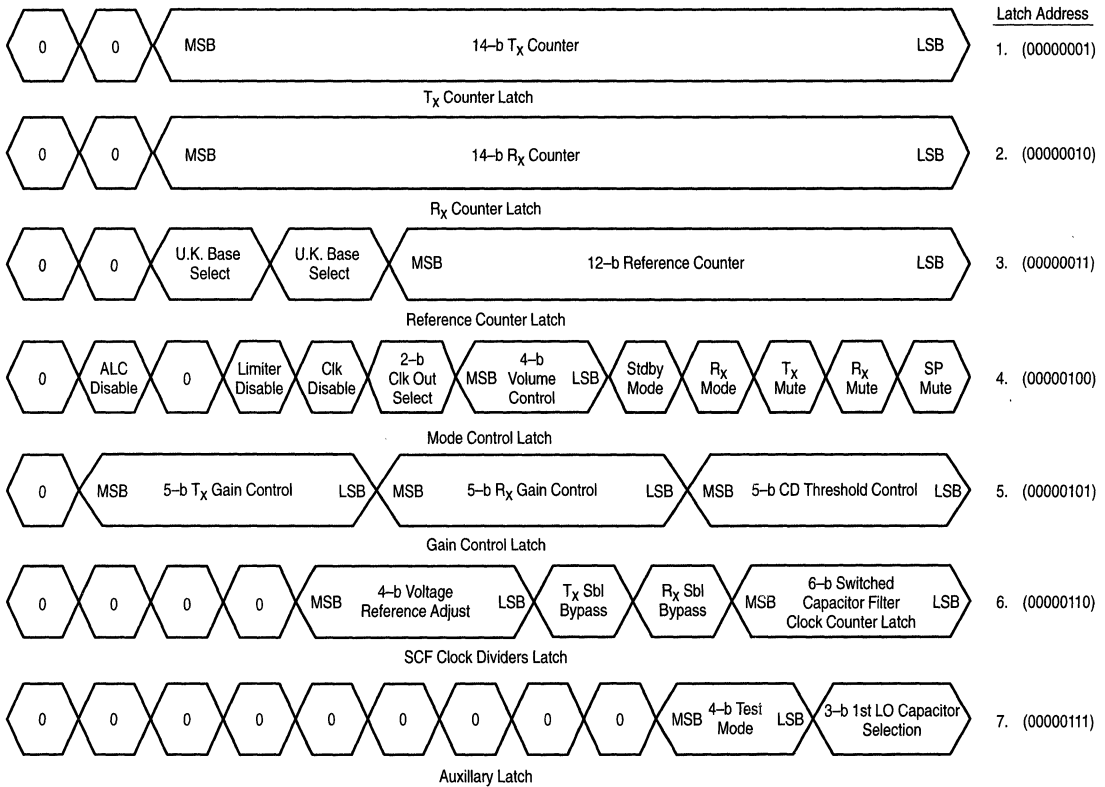 Latch Address
0 0 MSB 14–b TX Counter LSB 1. (00000001)
TX Counter Latch
0 0 MSB 14–b RX Counter LSB 2. (00000010)
RX Counter Latch
0 0 U.K. Base Select U.K. Base Select MSB 12–b Reference Counter LSB 3. (00000011)
Reference Counter Latch
0 ALC Disable 0 Limiter Disable Clk Disable 2–b Clk Out Select MSB 4–b Volume Control LSB Stdby Mode RX Mode TX Mute RX Mute SP Mute 4. (00000100)
Mode Control Latch
0 MSB 5–b TX Gain Control LSB MSB 5–b RX Gain Control LSB MSB 5–b CD Threshold Control LSB 5. (00000101)
Gain Control Latch
0 0 0 0 MSB 4–b Voltage Reference Adjust LSB TX Sbl Bypass RX Sbl Bypass MSB 6–b Switched Capacitor Filter Clock Counter Latch LSB 6. (00000110)
SCF Clock Dividers Latch
0 0 0 0 0 0 0 0 0 MSB 4–b Test Mode LSB 3–b 1st LO Capacitor Selection 7. (00000111)
Auxillary Latch